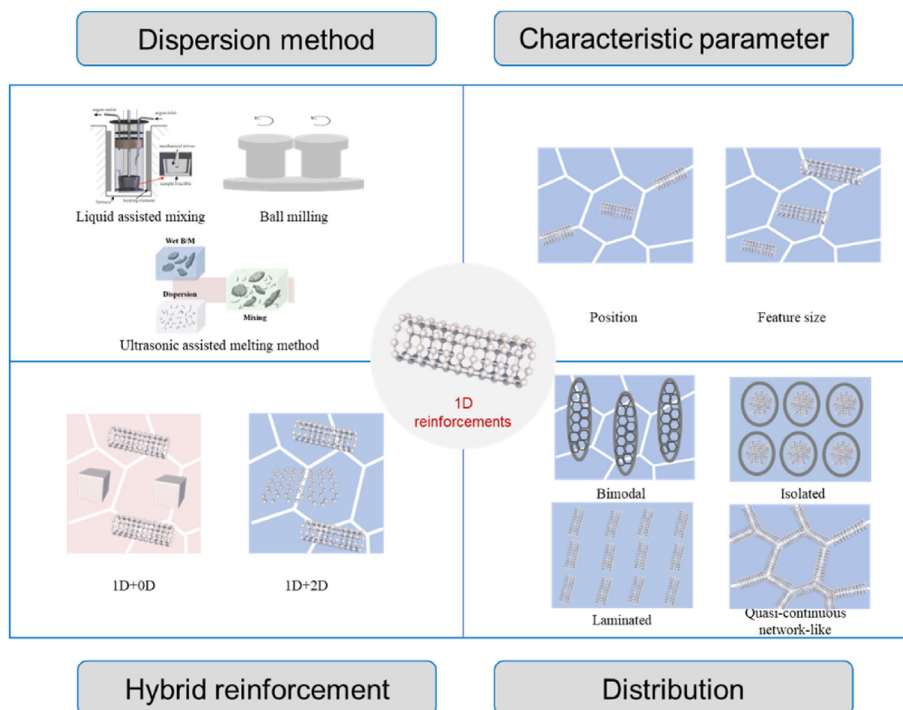 Dispersion method
Characteristic parameter
argon outlet
argon inlet
mechanical stirrer
sample crucible
furnace
heating element
Liquid assisted mixing
Ball milling
Wet B/M
Dispersion
Mixing
Ultrasonic assisted melting method
Position
Feature size
1D
reinforcements
1D+0D
1D+2D
Bimodal
Isolated
Laminated
Quasi-continuous
network-like
Hybrid reinforcement
Distribution